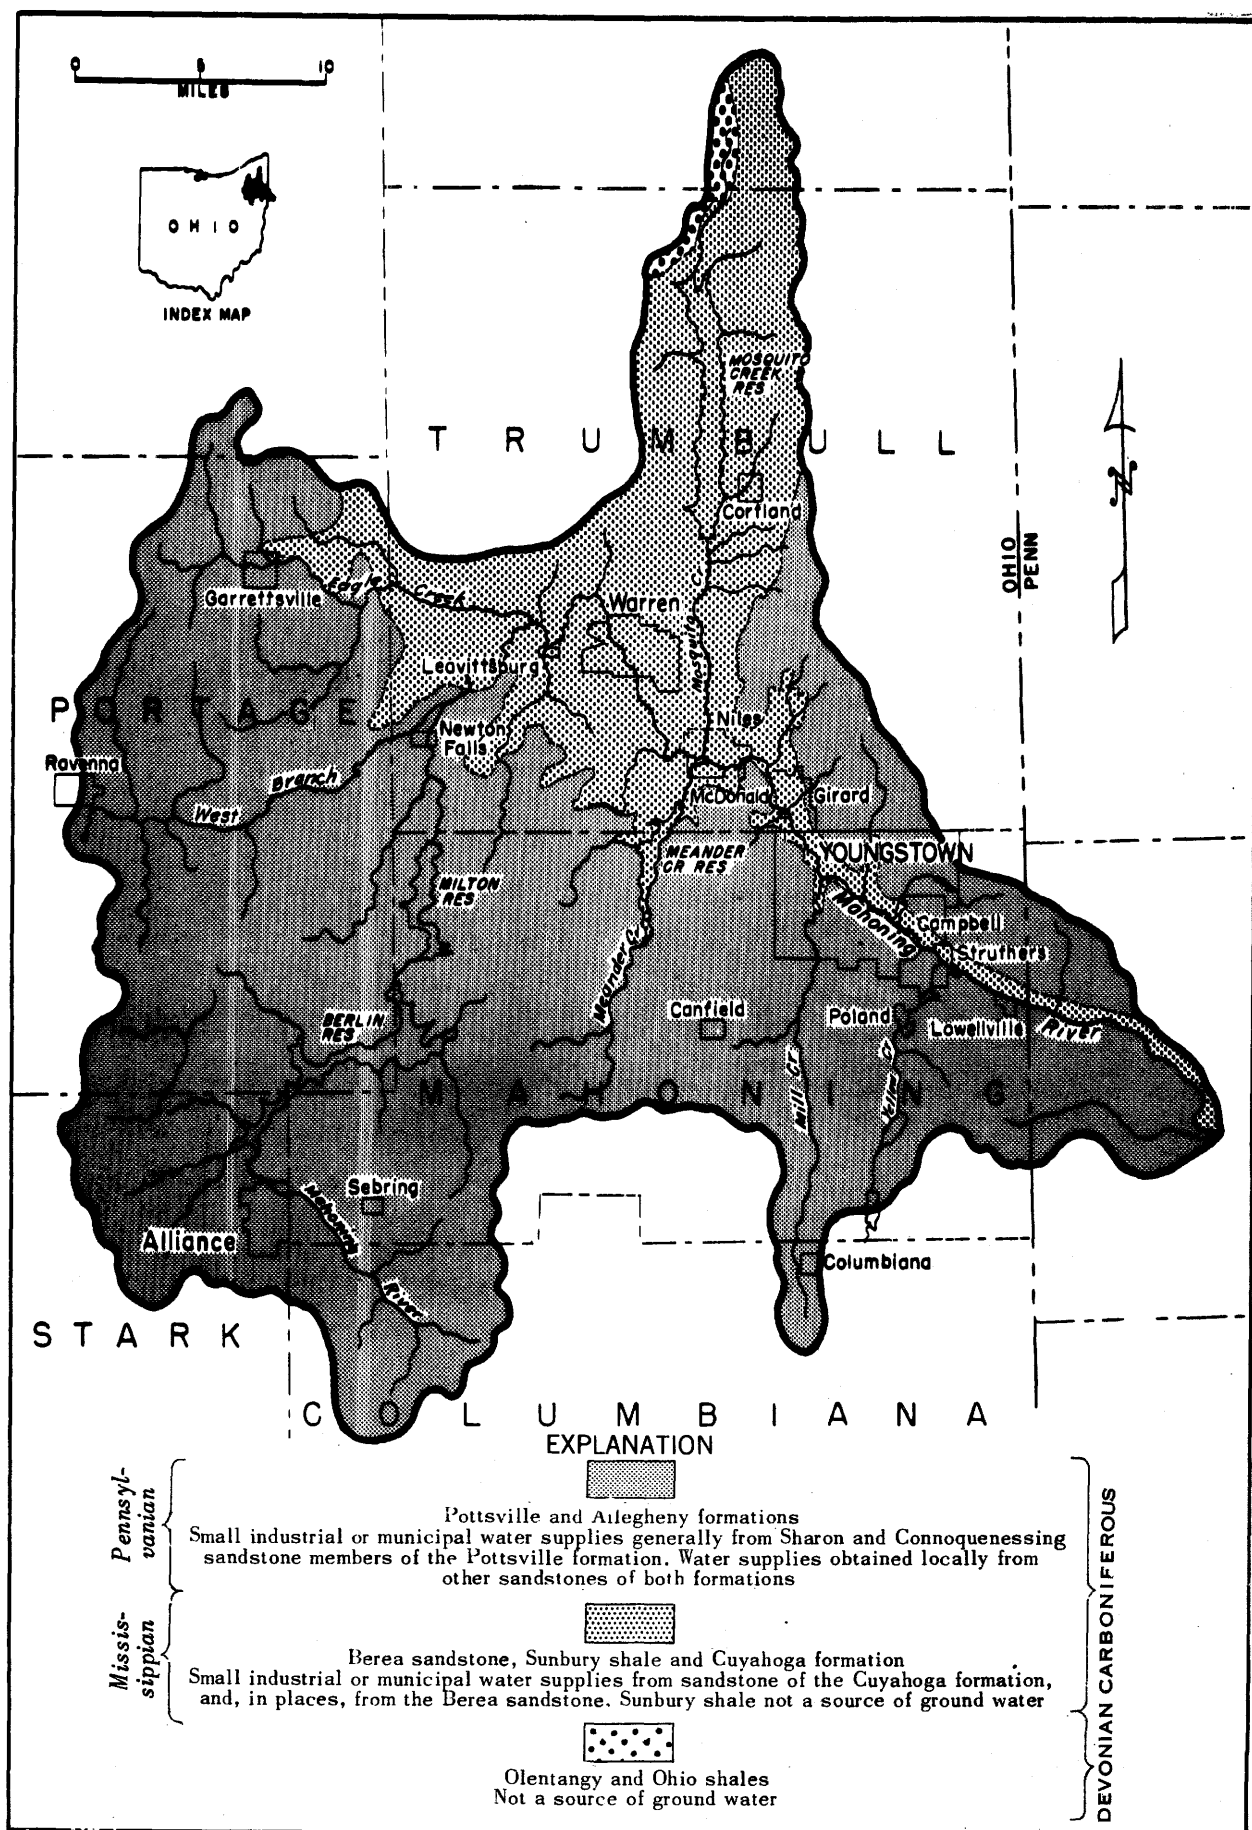 0 5 10
MILES
OHIO
INDEX MAP
MOSQUITO
CREEK
RES
TRUMBULL
Cortland
OHIO
PENN
N
Eagle Creek
Garrettsville
Warren
Mosquito C.
Leavittsburg
PORTAGE
Newton
Falls
Niles
Ravenna
Branch
West
McDonald
Girard
MEANDER
CR RES
YOUNGSTOWN
MILTON
RES
Mahoning
Campbell
Struthers
Meander C.
Canfield
Poland
Lowellville
River
BERLIN
RES
MAHONING
Mill Cr
Sebring
Mahoning
Alliance
River
Columbiana
STARK
COLUMBIANA
EXPLANATION
Pennsyl-
vanian
Pottsville and Allegheny formations
Small industrial or municipal water supplies generally from Sharon and Connoquenessing
sandstone members of the Pottsville formation. Water supplies obtained locally from
other sandstones of both formations
Missis-
sippian
Berea sandstone, Sunbury shale and Cuyahoga formation
Small industrial or municipal water supplies from sandstone of the Cuyahoga formation,
and, in places, from the Berea sandstone. Sunbury shale not a source of ground water
Olentangy and Ohio shales
Not a source of ground water
DEVONIAN CARBONIFEROUS